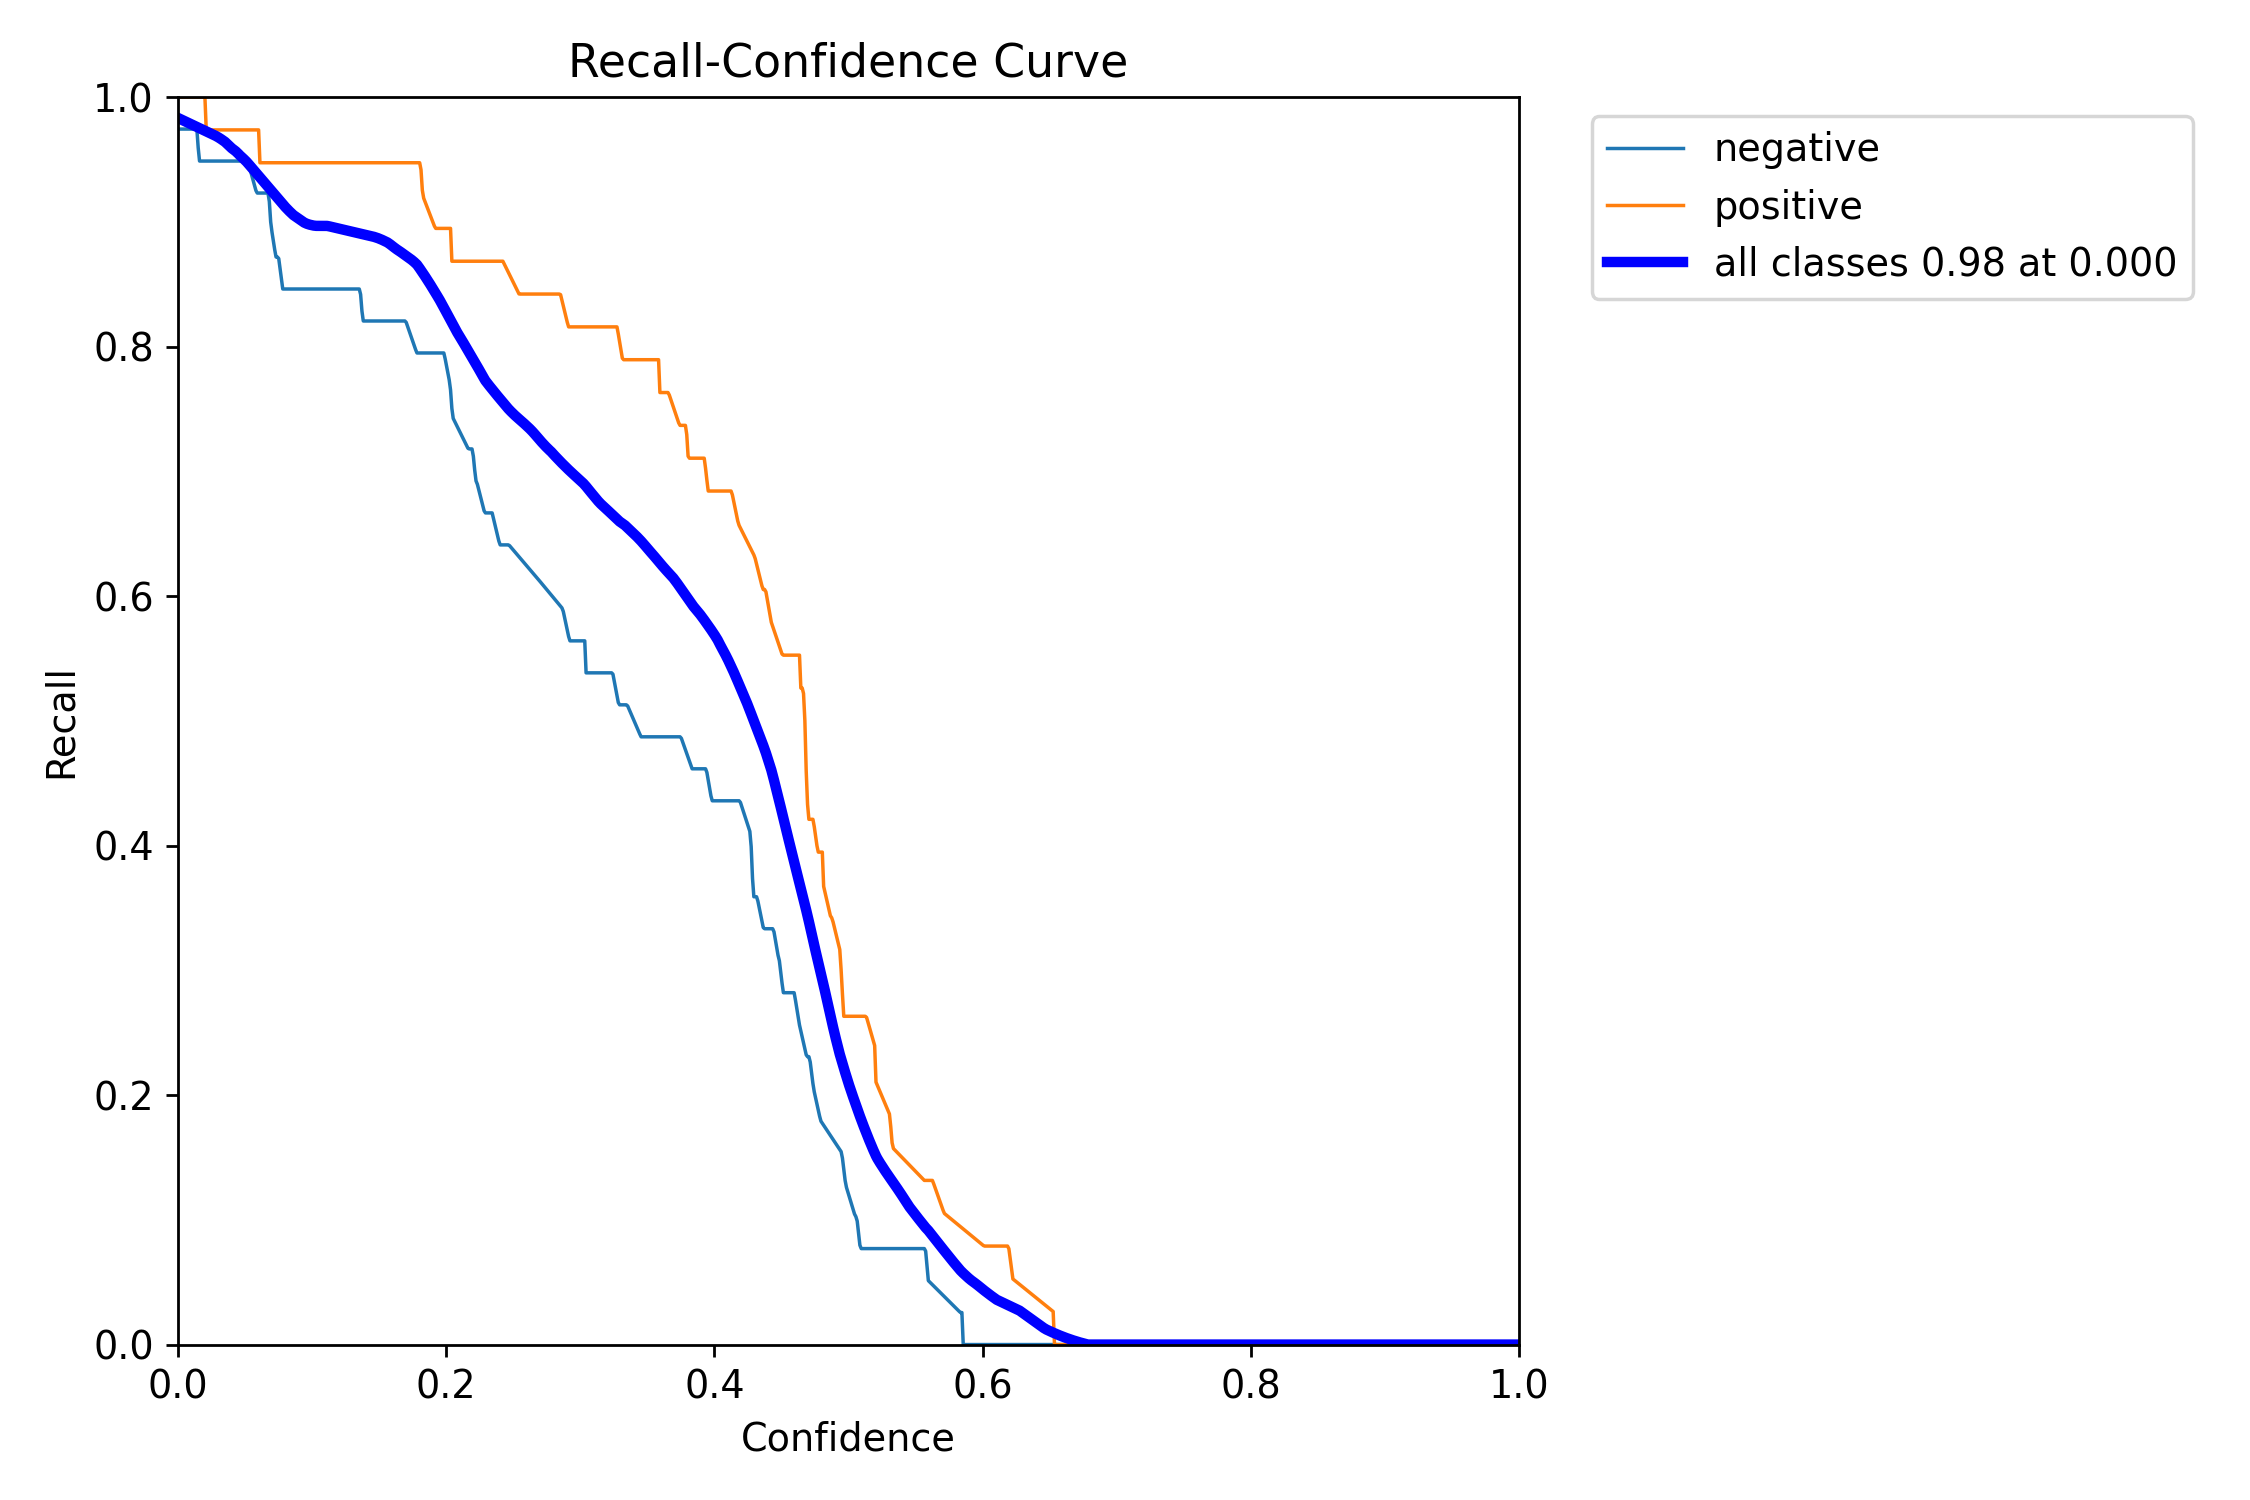 Recall-Confidence Curve
1.0
0.8
0.6
0.4
0.2
0.0
Recall
0.0 0.2 0.4 0.6 0.8 1.0
Confidence
negative
positive
all classes 0.98 at 0.000